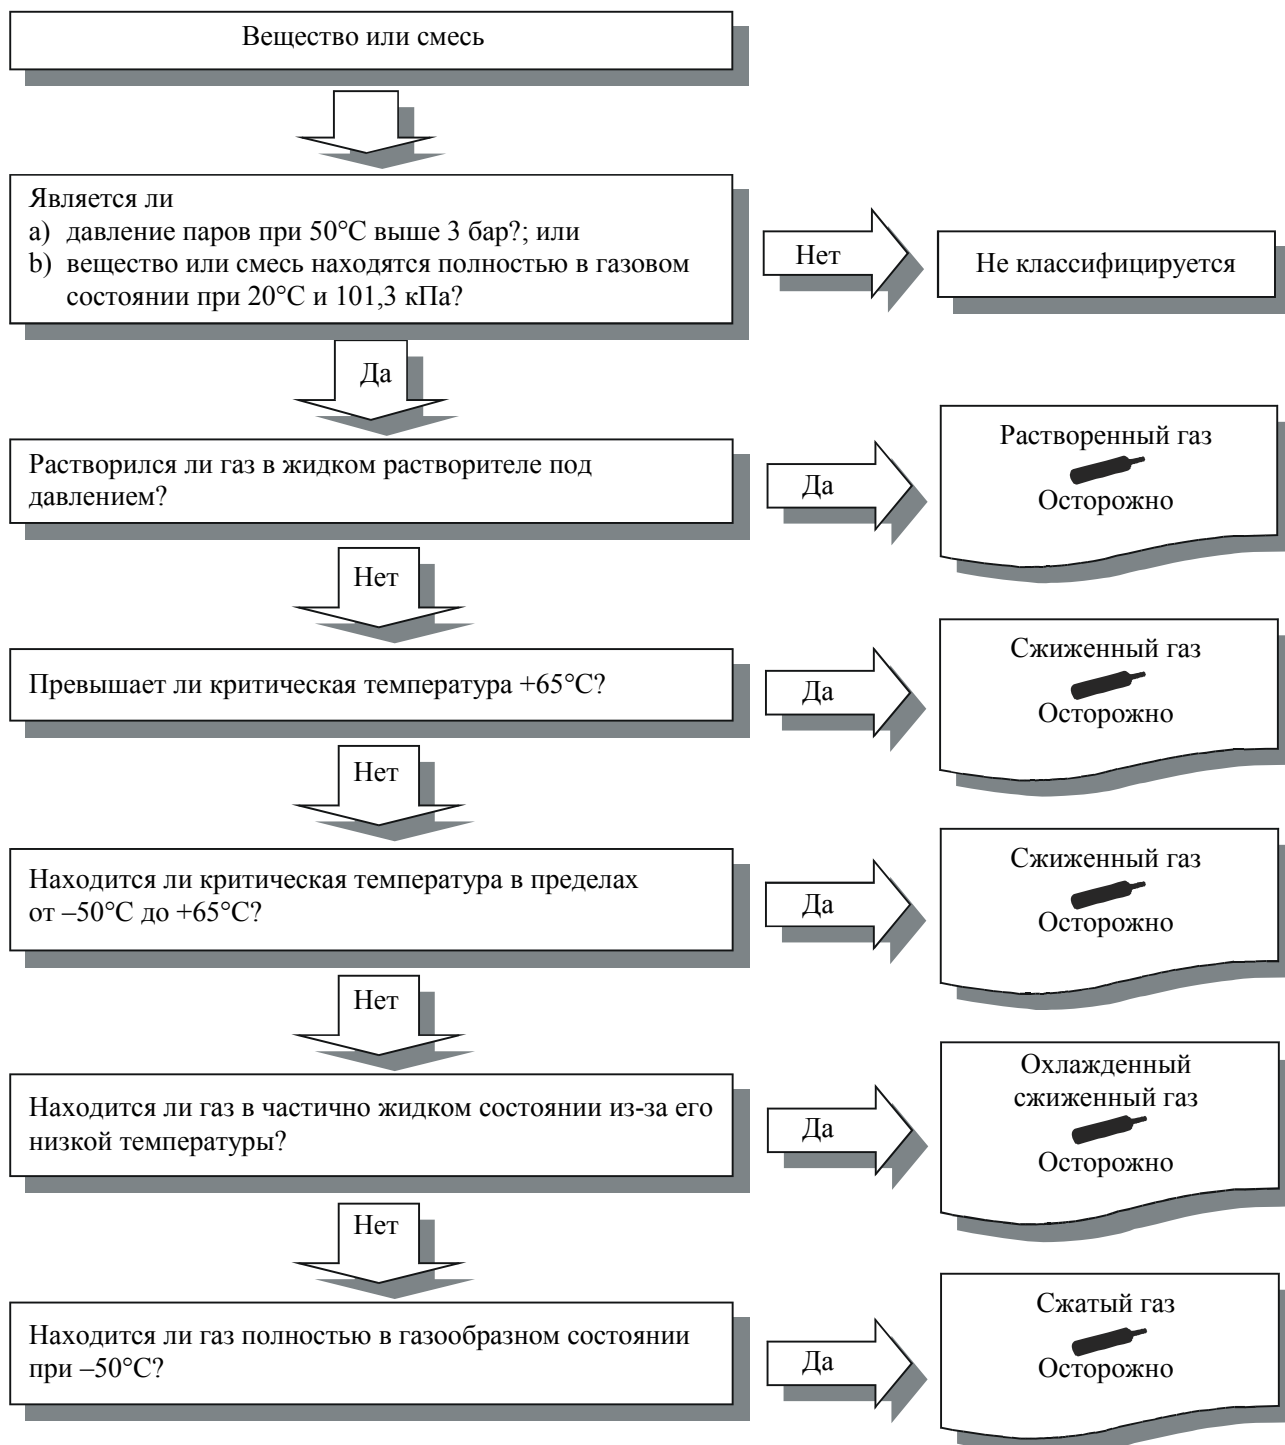 Вещество или смесь
Является ли
a) давление паров при 50°C выше 3 бар?; или
b) вещество или смесь находятся полностью в газовом
состоянии при 20°C и 101,3 кПа?
Нет
Не классифицируется
Да
Растворился ли газ в жидком растворителе под
давлением?
Да
Растворенный газ
Осторожно
Нет
Превышает ли критическая температура +65°C?
Да
Сжиженный газ
Осторожно
Нет
Находится ли критическая температура в пределах
от –50°C до +65°C?
Да
Сжиженный газ
Осторожно
Нет
Находится ли газ в частично жидком состоянии из-за его
низкой температуры?
Да
Охлажденный
сжиженный газ
Осторожно
Нет
Находится ли газ полностью в газообразном состоянии
при –50°C?
Да
Сжатый газ
Осторожно